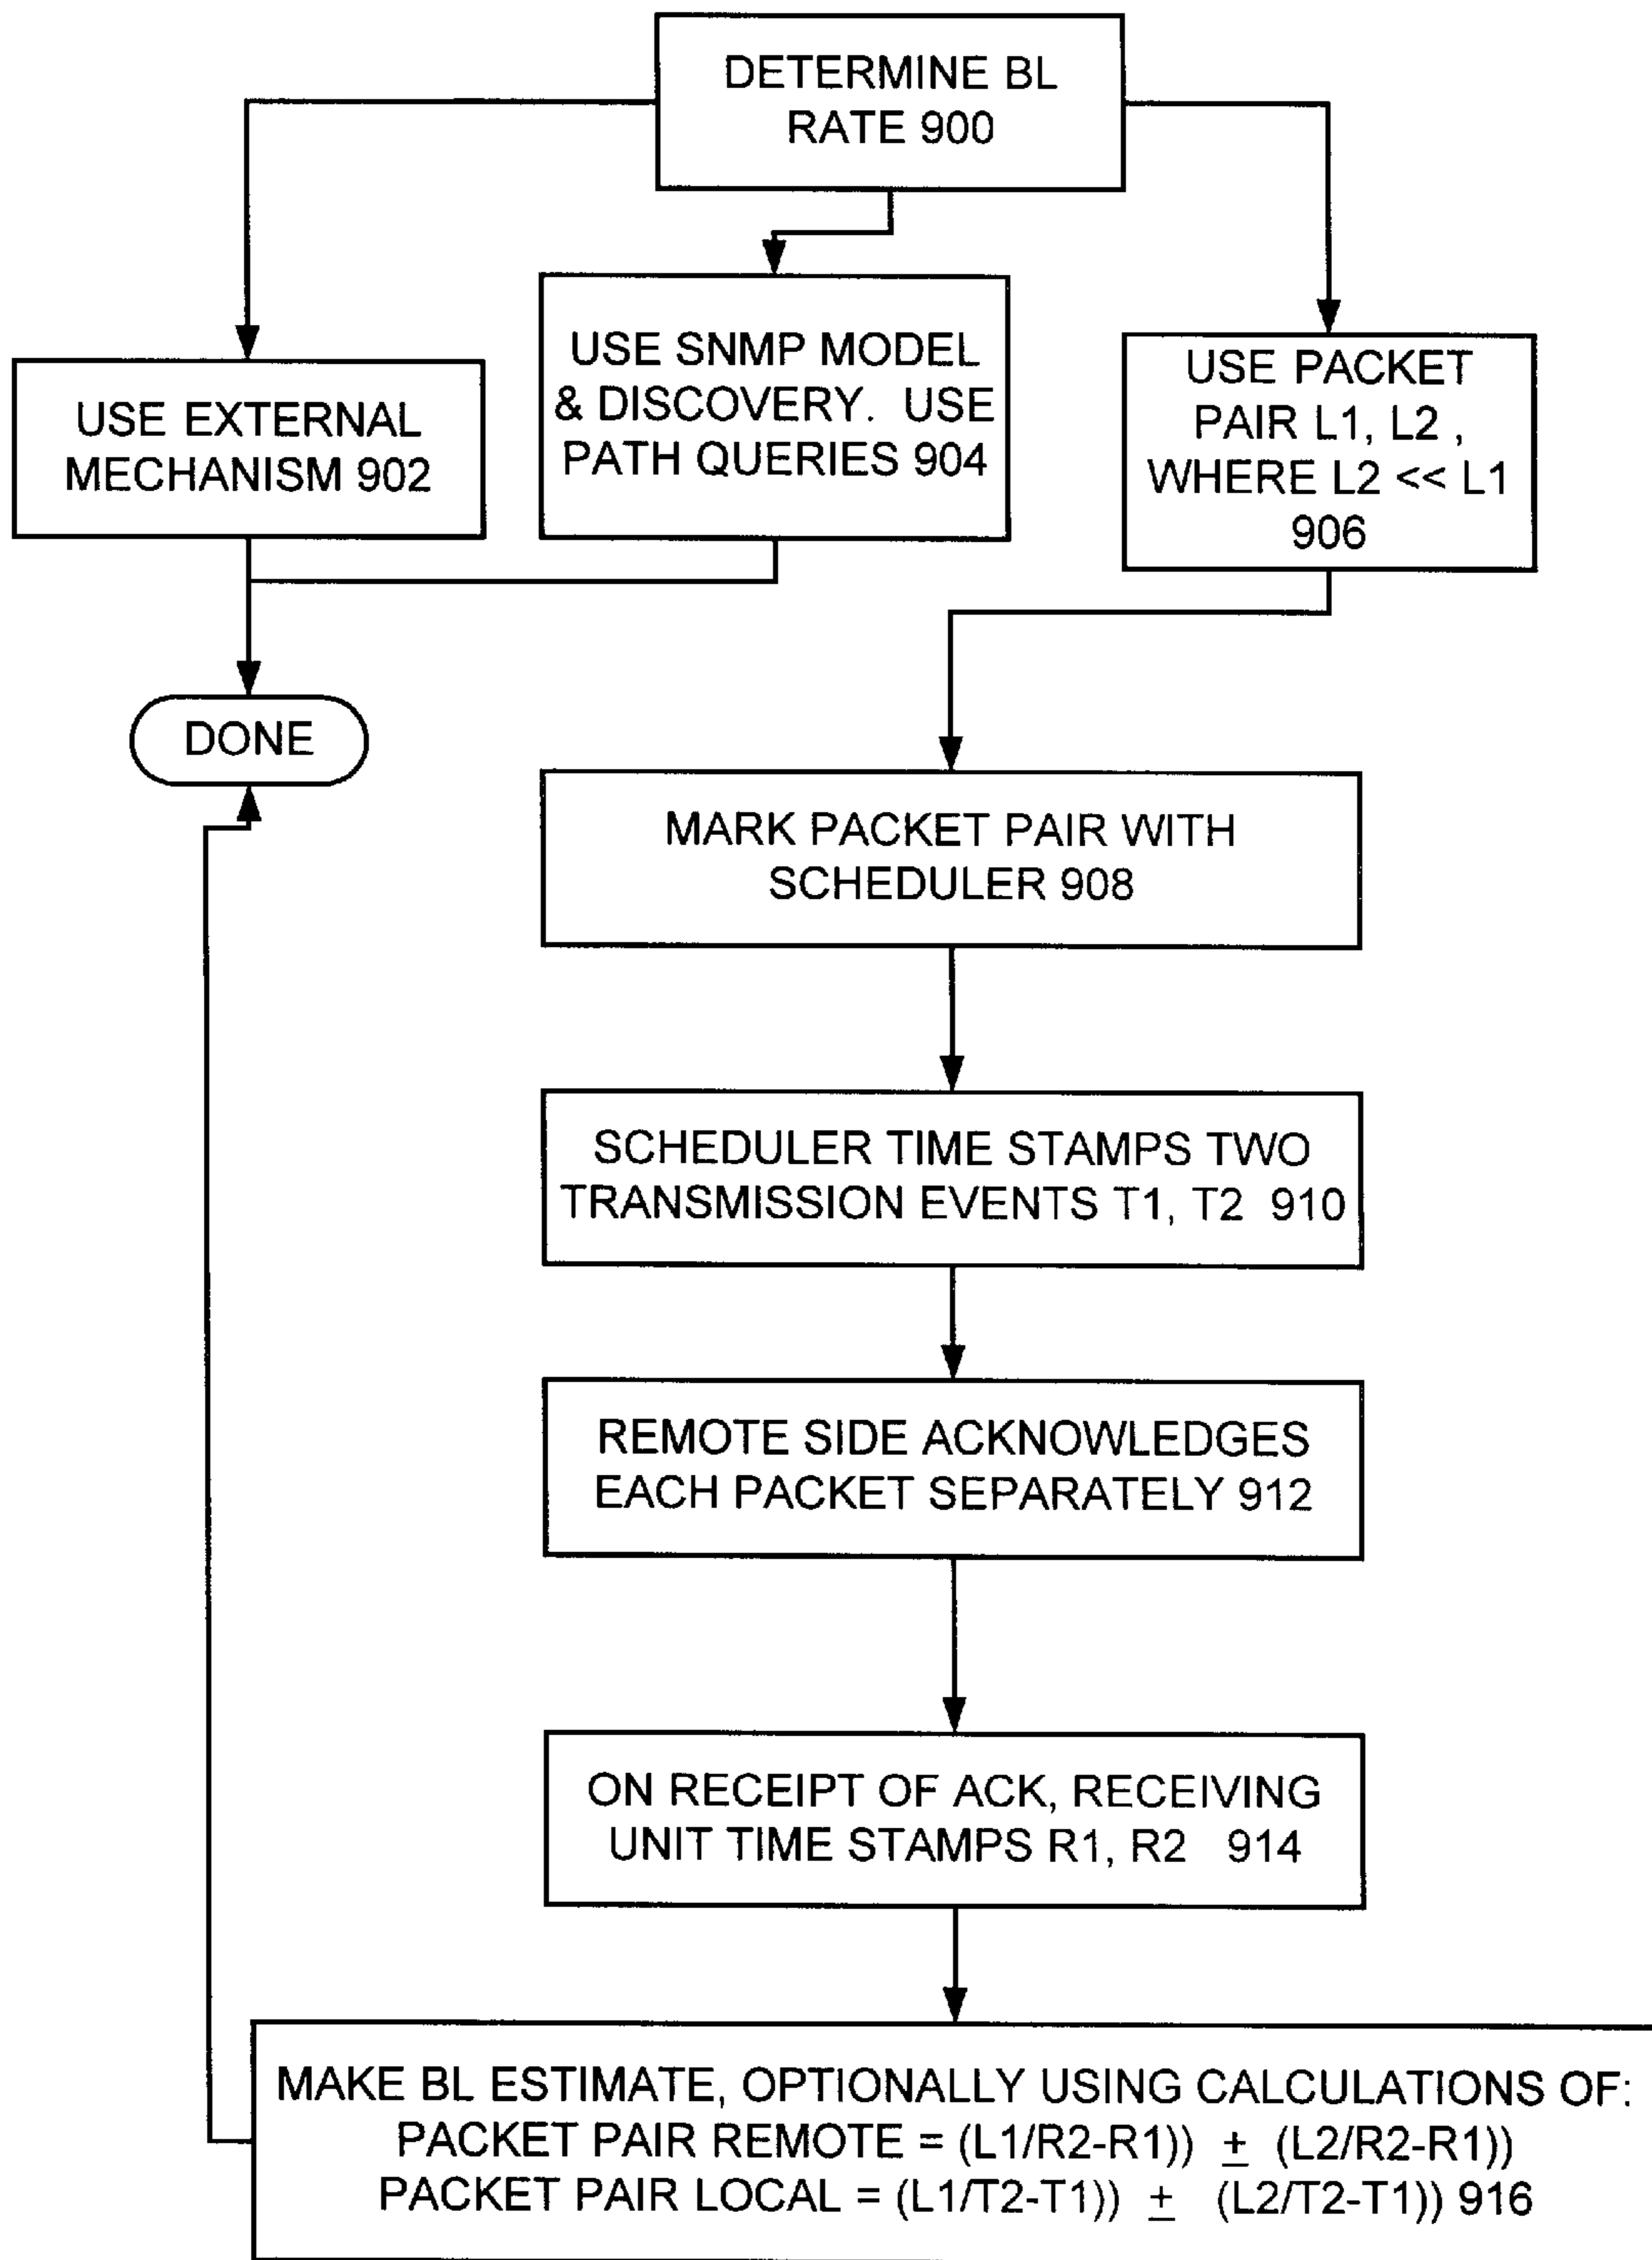 DETERMINE BL
RATE 900
USE EXTERNAL
MECHANISM 902
USE SNMP MODEL
& DISCOVERY. USE
PATH QUERIES 904
USE PACKET
PAIR L1, L2 ,
WHERE L2 << L1
906
DONE
MARK PACKET PAIR WITH
SCHEDULER 908
SCHEDULER TIME STAMPS TWO
TRANSMISSION EVENTS T1, T2 910
REMOTE SIDE ACKNOWLEDGES
EACH PACKET SEPARATELY 912
ON RECEIPT OF ACK, RECEIVING
UNIT TIME STAMPS R1, R2 914
MAKE BL ESTIMATE, OPTIONALLY USING CALCULATIONS OF:
PACKET PAIR REMOTE = (L1/R2-R1)) ± (L2/R2-R1))
PACKET PAIR LOCAL = (L1/T2-T1)) ± (L2/T2-T1)) 916